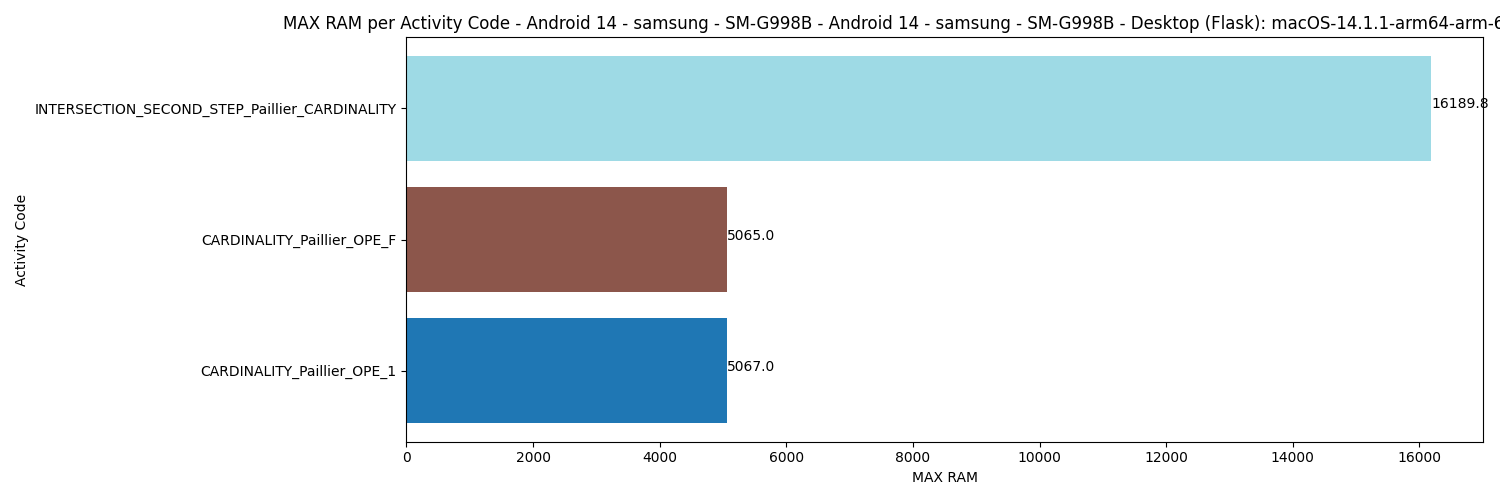 MAX RAM per Activity Code - Android 14 - samsung - SM-G998B - Android 14 - samsung - SM-G998B - Desktop (Flask): macOS-14.1.1-arm64-arm-6
INTERSECTION_SECOND_STEP_Paillier_CARDINALITY
16189.8
CARDINALITY_Paillier_OPE_F
5065.0
CARDINALITY_Paillier_OPE_1
5067.0
Activity Code
0 2000 4000 6000 8000 10000 12000 14000 16000
MAX RAM